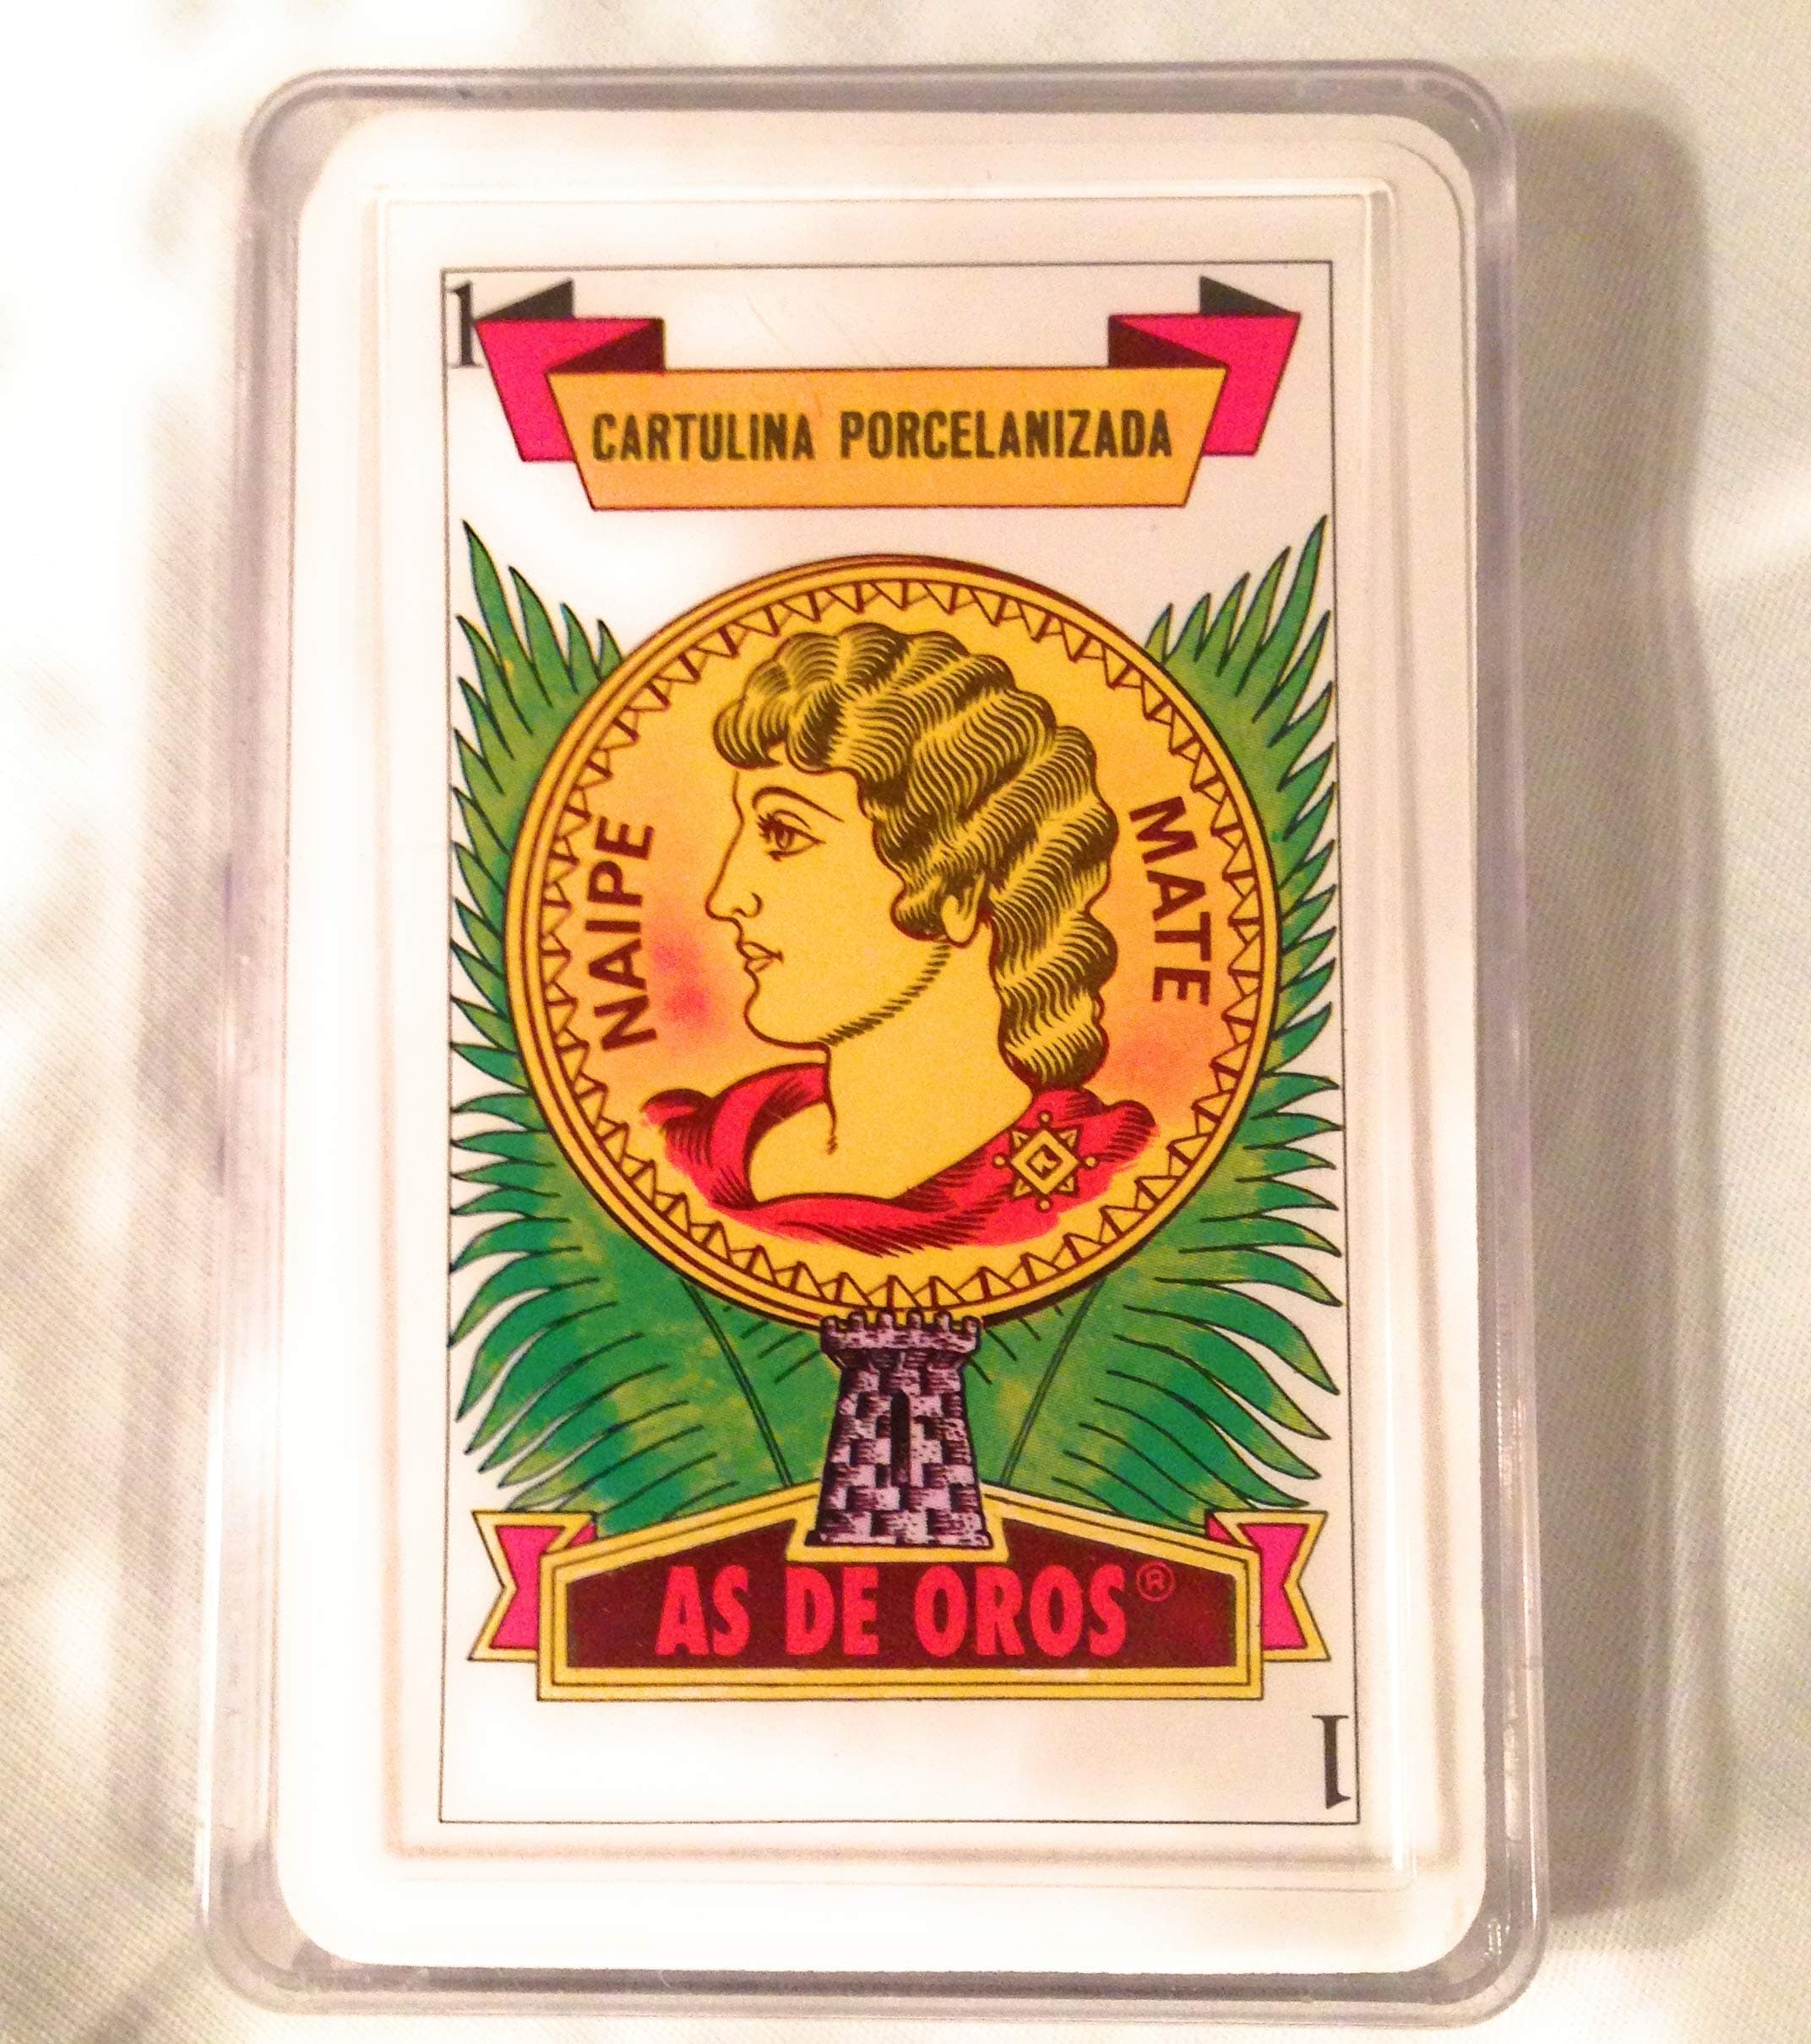 1
CARTULINA PORCELANIZADA
NAIPE
MATE
AS DE OROS®
1